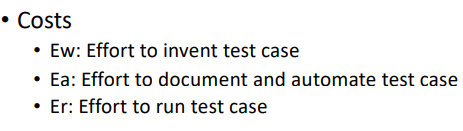 • Costs
• Ew: Effort to invent test case
• Ea: Effort to document and automate test case
• Er: Effort to run test case